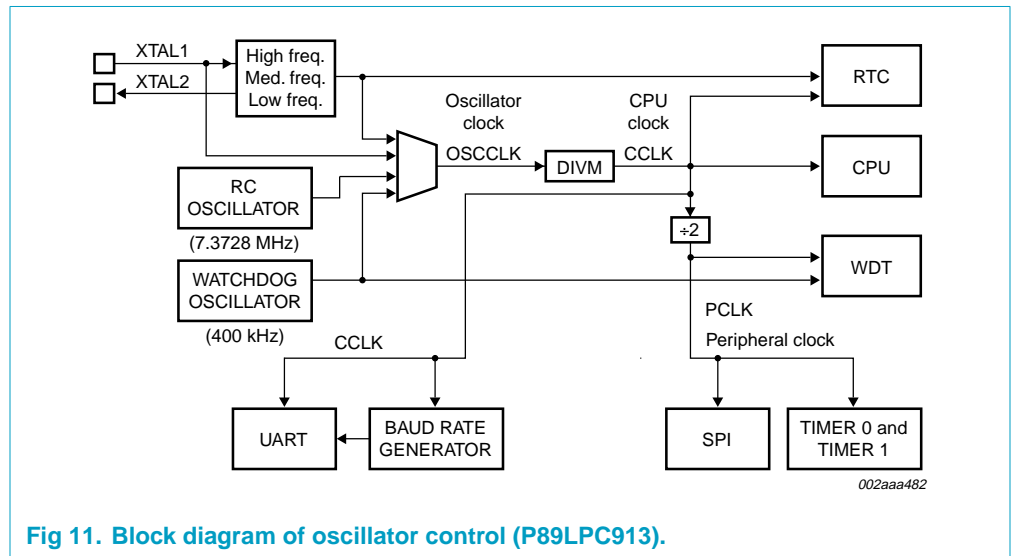 XTAL1
XTAL2
High freq.
Med. freq.
Low freq.
RTC
Oscillator
clock
OSCCLK
CPU
clock
CCLK
DIVM
CPU
RC
OSCILLATOR
(7.3728 MHz)
÷2
WATCHDOG
OSCILLATOR
(400 kHz)
WDT
PCLK
Peripheral clock
CCLK
UART
BAUD RATE
GENERATOR
SPI
TIMER 0 and
TIMER 1
002aaa482
Fig 11. Block diagram of oscillator control (P89LPC913).